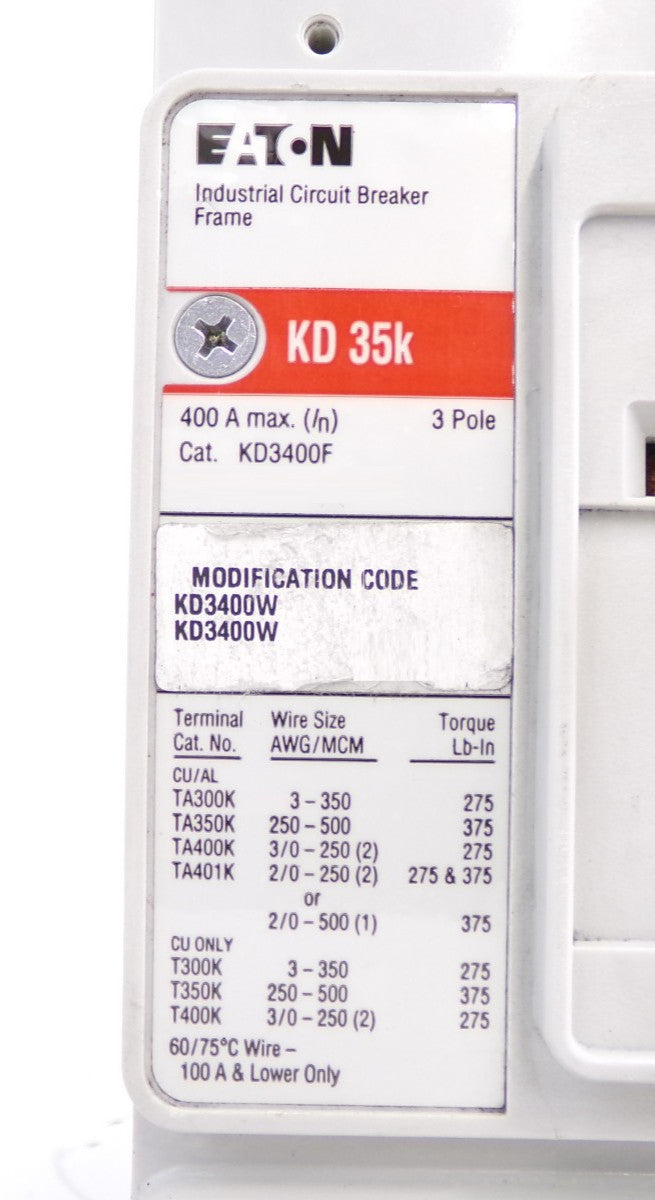 EATON
Industrial Circuit Breaker
Frame
KD 35k
400 A max. (In) 3 Pole
Cat. KD3400F
MODIFICATION CODE
KD3400W
KD3400W
Terminal Wire Size Torque
Cat. No. AWG/MCM Lb-In
CU/AL
TA300K 3 – 350 275
TA350K 250 – 500 375
TA400K 3/0 – 250 (2) 275
TA401K 2/0 – 250 (2) 275 & 375
or
2/0 – 500 (1) 375
CU ONLY
T300K 3 – 350 275
T350K 250 – 500 375
T400K 3/0 – 250 (2) 275
60/75°C Wire –
100 A & Lower Only